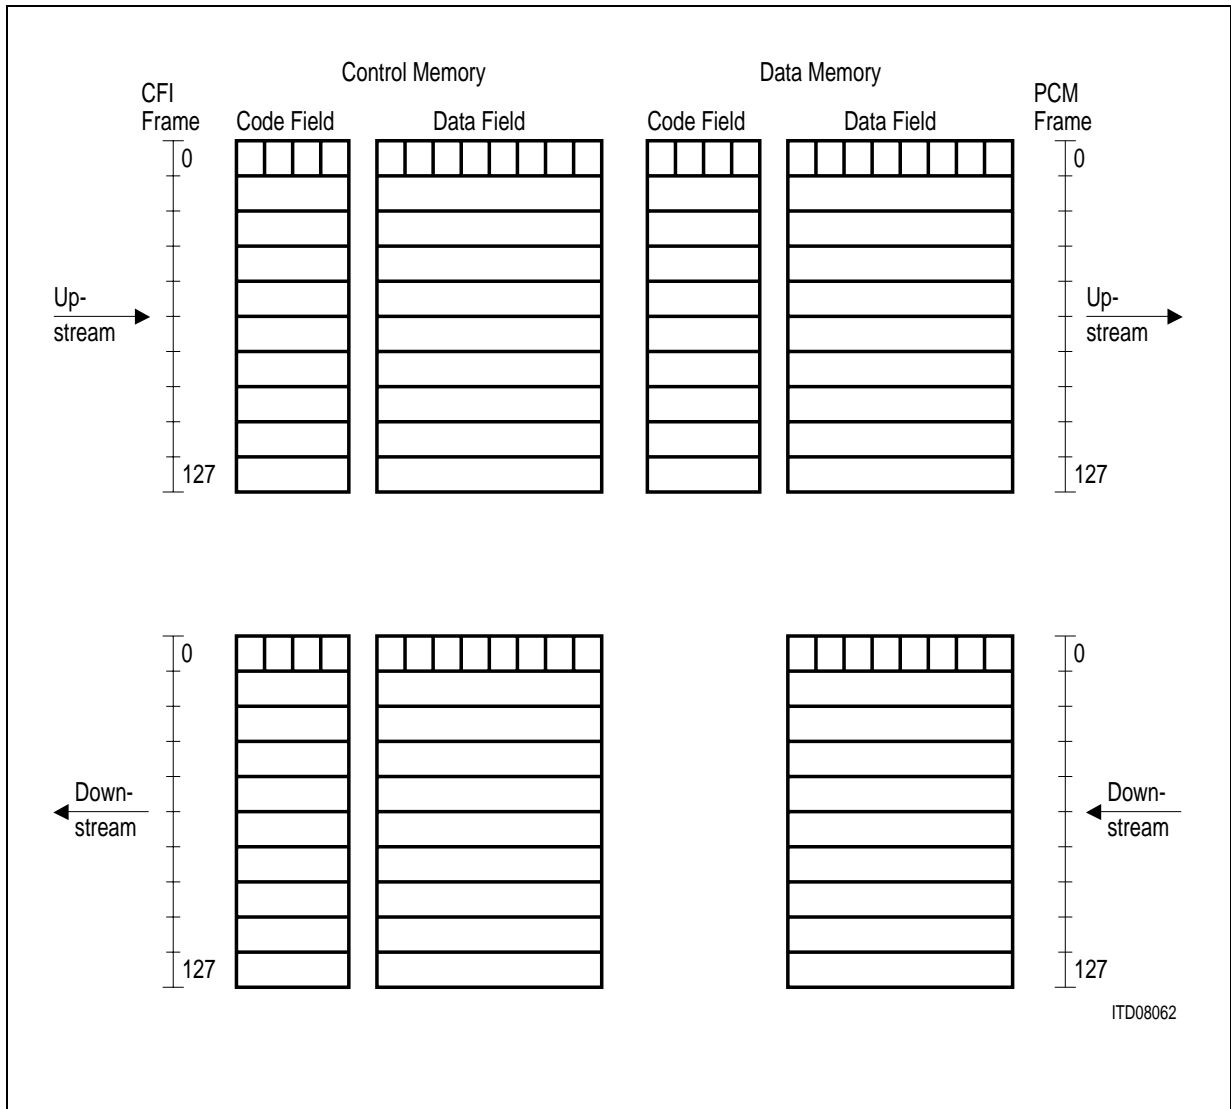 Control Memory
Data Memory
CFI
Frame
Code Field
Data Field
Code Field
Data Field
PCM
Frame
0
0
Up-
stream
Up-
stream
127
127
0
0
Down-
stream
Down-
stream
127
127
ITD08062